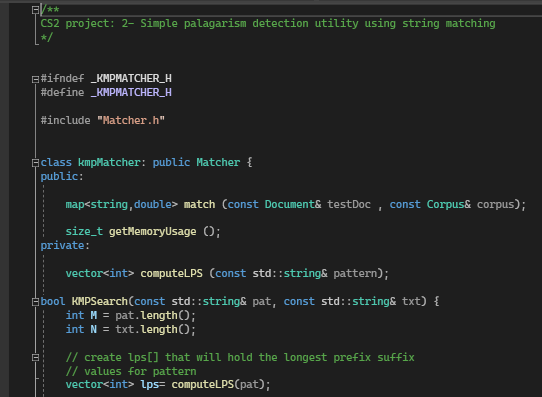 /**
CS2 project: 2- Simple palagarism detection utility using string matching
*/
#ifndef _KMPMATCHER_H
#define _KMPMATCHER_H
#include "Matcher.h"
class kmpMatcher: public Matcher {
public:
map<string,double> match (const Document& testDoc , const Corpus& corpus);
size_t getMemoryUsage ();
private:
vector<int> computeLPS (const std::string& pattern);
bool KMPSearch(const std::string& pat, const std::string& txt) {
int M = pat.length();
int N = txt.length();
// create lps[] that will hold the longest prefix suffix
// values for pattern
vector<int> lps= computeLPS(pat);